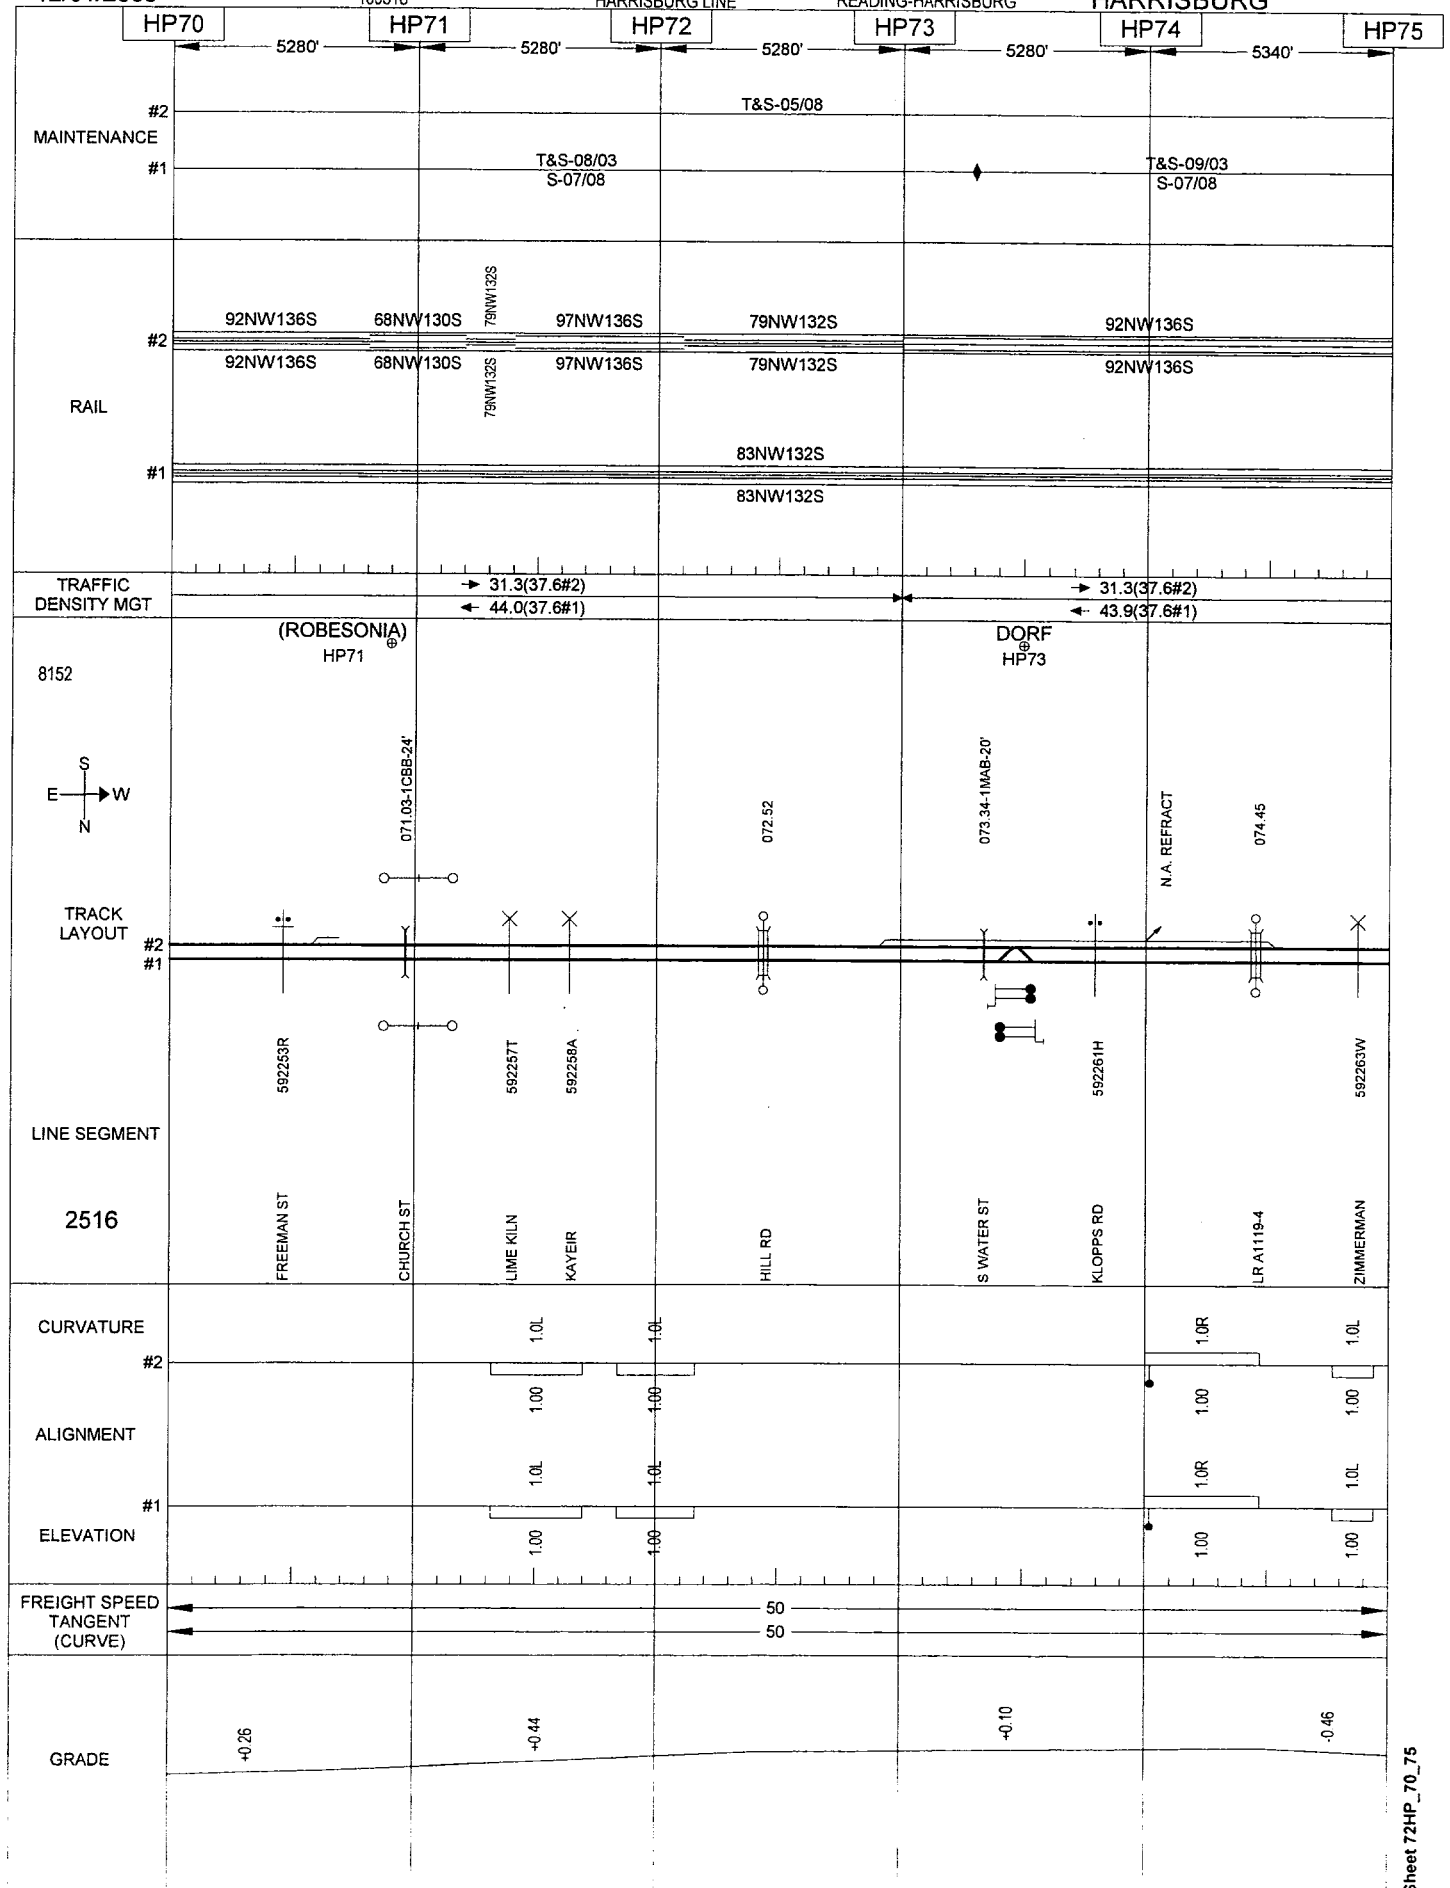 HARRISBURG LINE
READING-HARRISBURG
HARRISBURG
HP70
HP71
HP72
HP73
HP74
HP75
5280'
5280'
5280'
5280'
5340'
#2
T&S-05/08
MAINTENANCE
#1
T&S-08/03
S-07/08
T&S-09/03
S-07/08
79NW132S
92NW136S
68NW130S
97NW136S
79NW132S
92NW136S
#2
92NW136S
68NW130S
97NW136S
79NW132S
92NW136S
79NW132S
RAIL
83NW132S
#1
83NW132S
TRAFFIC
DENSITY MGT
31.3(37.6#2)
44.0(37.6#1)
31.3(37.6#2)
43.9(37.6#1)
(ROBESONIA)
HP71
DORF
HP73
8152
S
E
W
N
071.03-1CBB-24'
072.52
073.34-1MAB-20'
N.A. REFRACT
074.45
TRACK
LAYOUT
#2
#1
592253R
592257T
592258A
592261H
592263W
LINE SEGMENT
2516
FREEMAN ST
CHURCH ST
LIME KILN
KAYEIR
HILL RD
S WATER ST
KLOPPS RD
LR A1119-4
ZIMMERMAN
CURVATURE
1.0L
1.0L
1.0R
1.0L
#2
1.00
1.00
1.00
1.00
ALIGNMENT
1.0L
1.0L
1.0R
1.0L
#1
1.00
1.00
1.00
1.00
ELEVATION
FREIGHT SPEED
TANGENT
(CURVE)
50
50
GRADE
+0.26
+0.44
+0.10
-0.46
Sheet 72HP_70_75